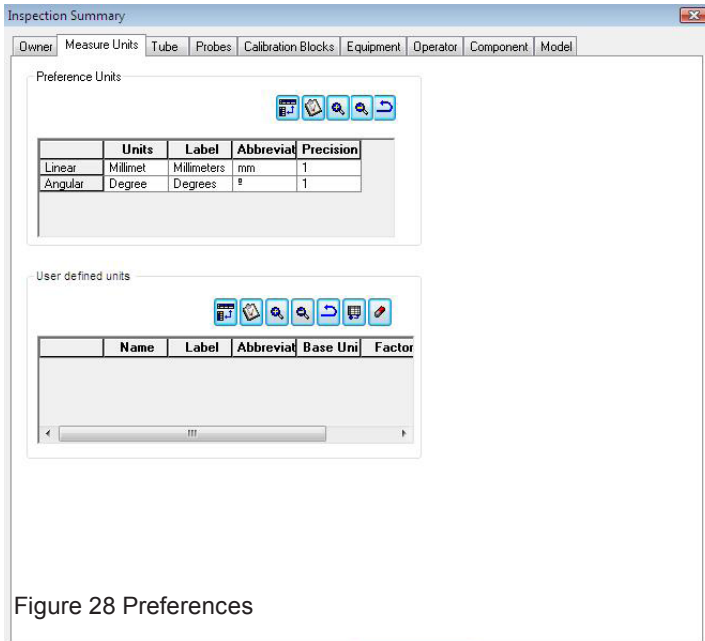 Inspection Summary
Owner Measure Units Tube Probes Calibration Blocks Equipment Operator Component Model
Preference Units
Units Label Abbreviat Precision
Linear Millimet Millimeters mm 1
Angular Degree Degrees º 1
User defined units
Name Label Abbreviat Base Uni Factor
Figure 28 Preferences